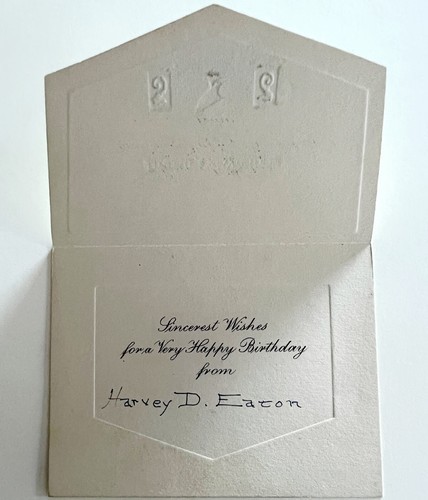 Sincerest Wishes
for a Very Happy Birthday
from
Harvey D. Eaton